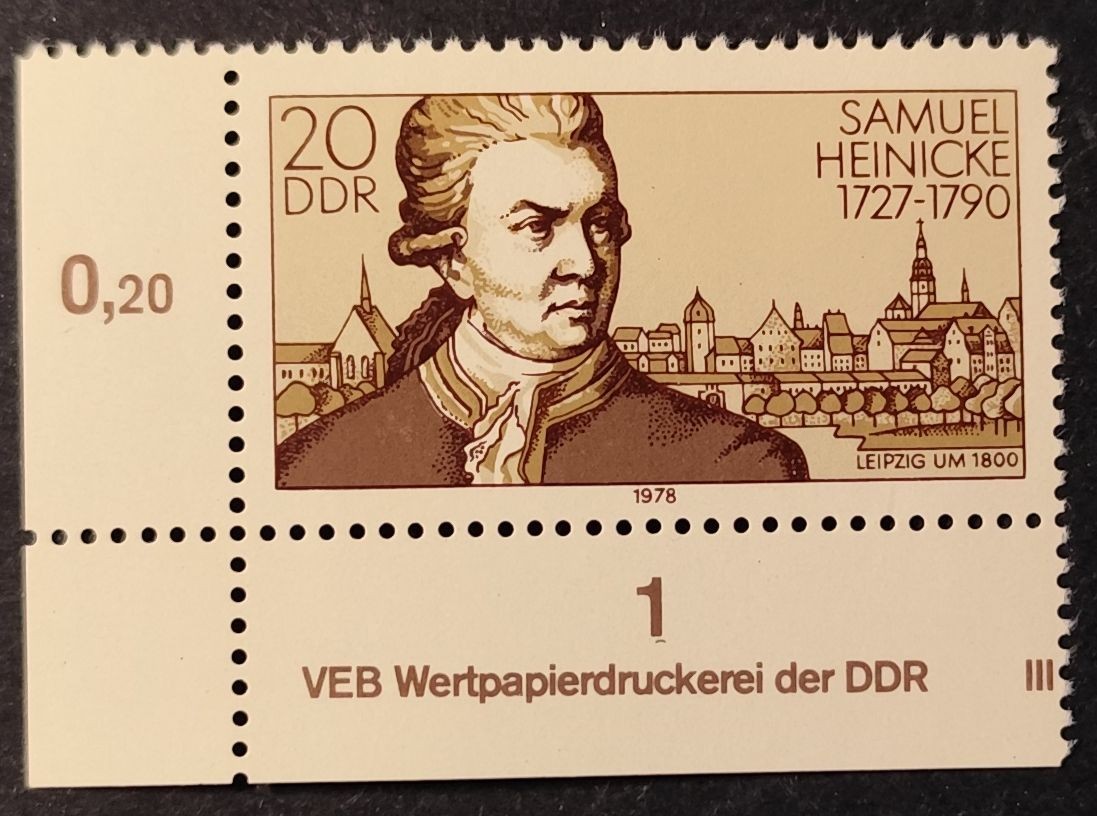 20
DDR
SAMUEL
HEINICKE
1727-1790
0,20
LEIPZIG UM 1800
1978
1
VEB Wertpapierdruckerei der DDR
III